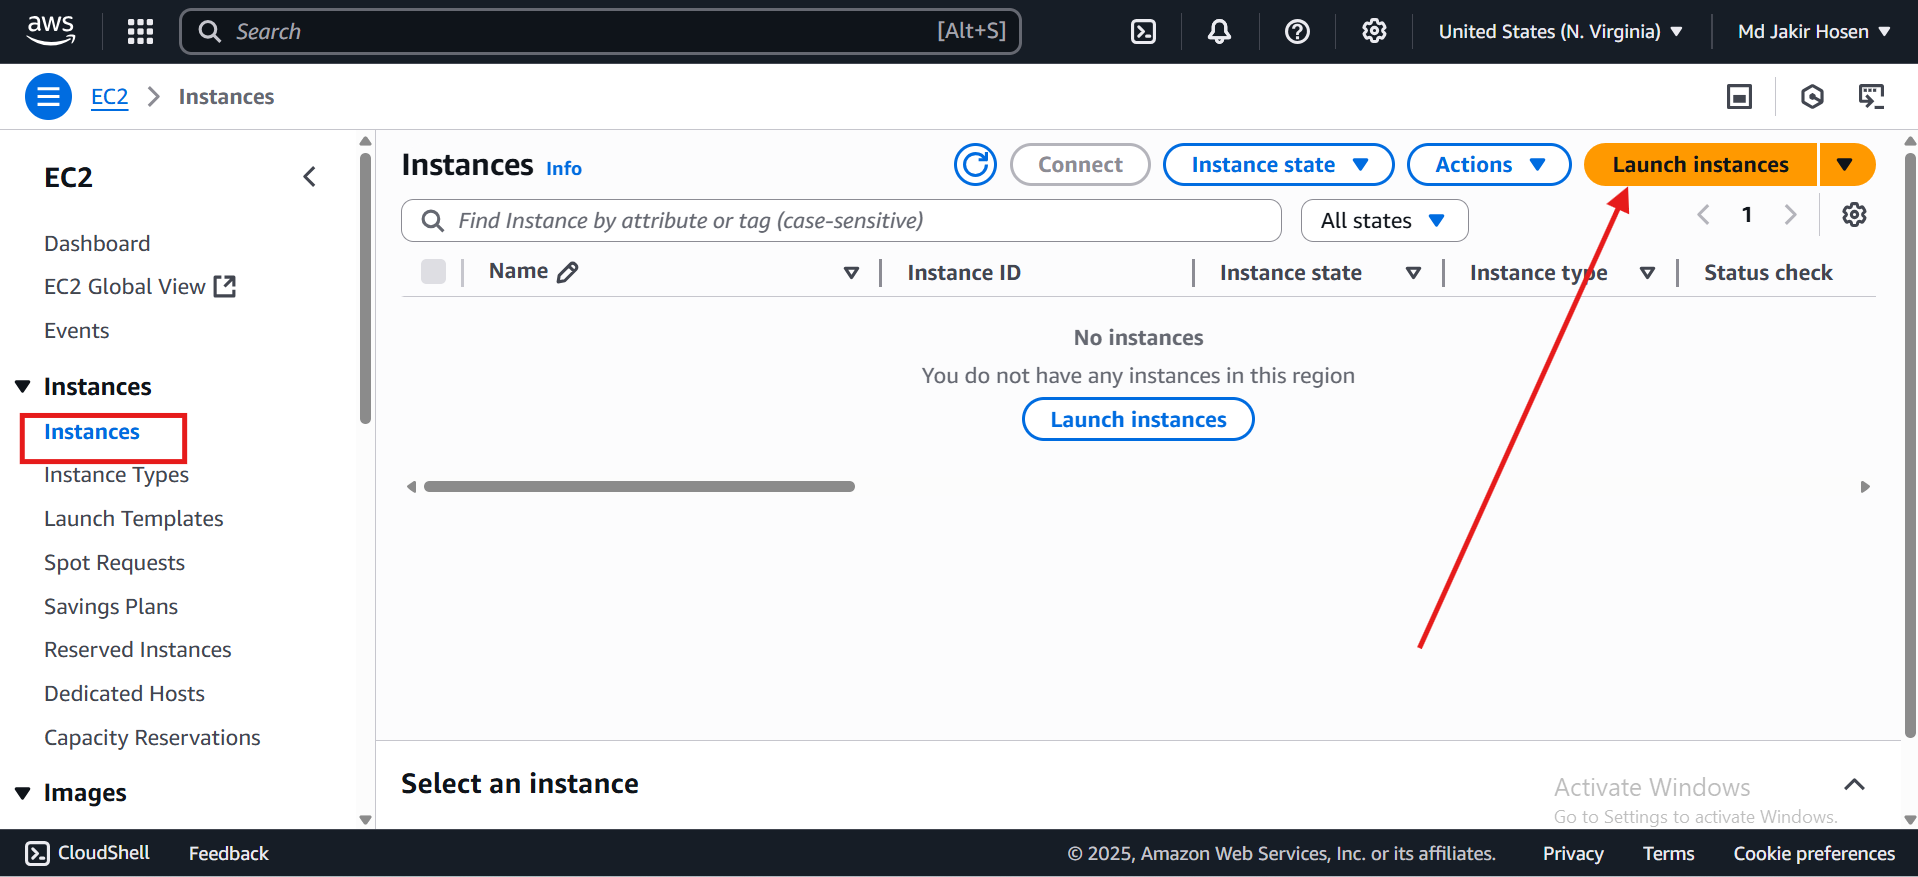 aws
Search
[Alt+S]
United States (N. Virginia)
Md Jakir Hosen
EC2
Instances
EC2
Dashboard
EC2 Global View
Events
Instances
Instances
Instance Types
Launch Templates
Spot Requests
Savings Plans
Reserved Instances
Dedicated Hosts
Capacity Reservations
Images
Instances Info
Connect
Instance state
Actions
Launch instances
Find Instance by attribute or tag (case-sensitive)
All states
1
Name
Instance ID
Instance state
Instance type
Status check
No instances
You do not have any instances in this region
Launch instances
Select an instance
Activate Windows
Go to Settings to activate Windows.
CloudShell
Feedback
© 2025, Amazon Web Services, Inc. or its affiliates.
Privacy
Terms
Cookie preferences